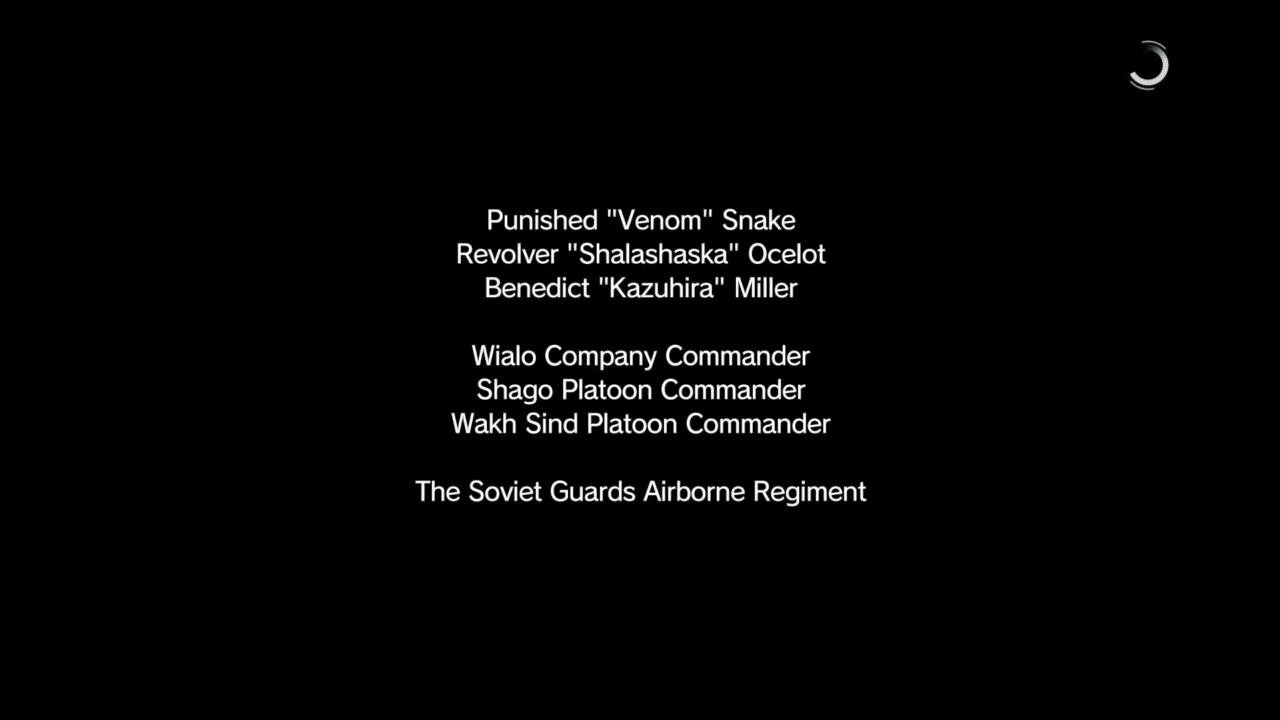 Punished "Venom" Snake
Revolver "Shalashaska" Ocelot
Benedict "Kazuhira" Miller
Wialo Company Commander
Shago Platoon Commander
Wakh Sind Platoon Commander
The Soviet Guards Airborne Regiment